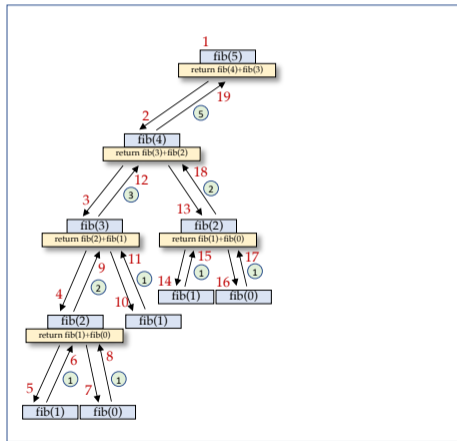 1
fib(5)
return fib(4)+fib(3)
2
19
5
fib(4)
return fib(3)+fib(2)
3
12
3
18
2
13
fib(3)
return fib(2)+fib(1)
fib(2)
return fib(1)+fib(0)
4
9
2
11
1
10
14
15
1
16
17
1
fib(1)
fib(0)
fib(2)
return fib(1)+fib(0)
fib(1)
5
6
1
7
8
1
fib(1)
fib(0)